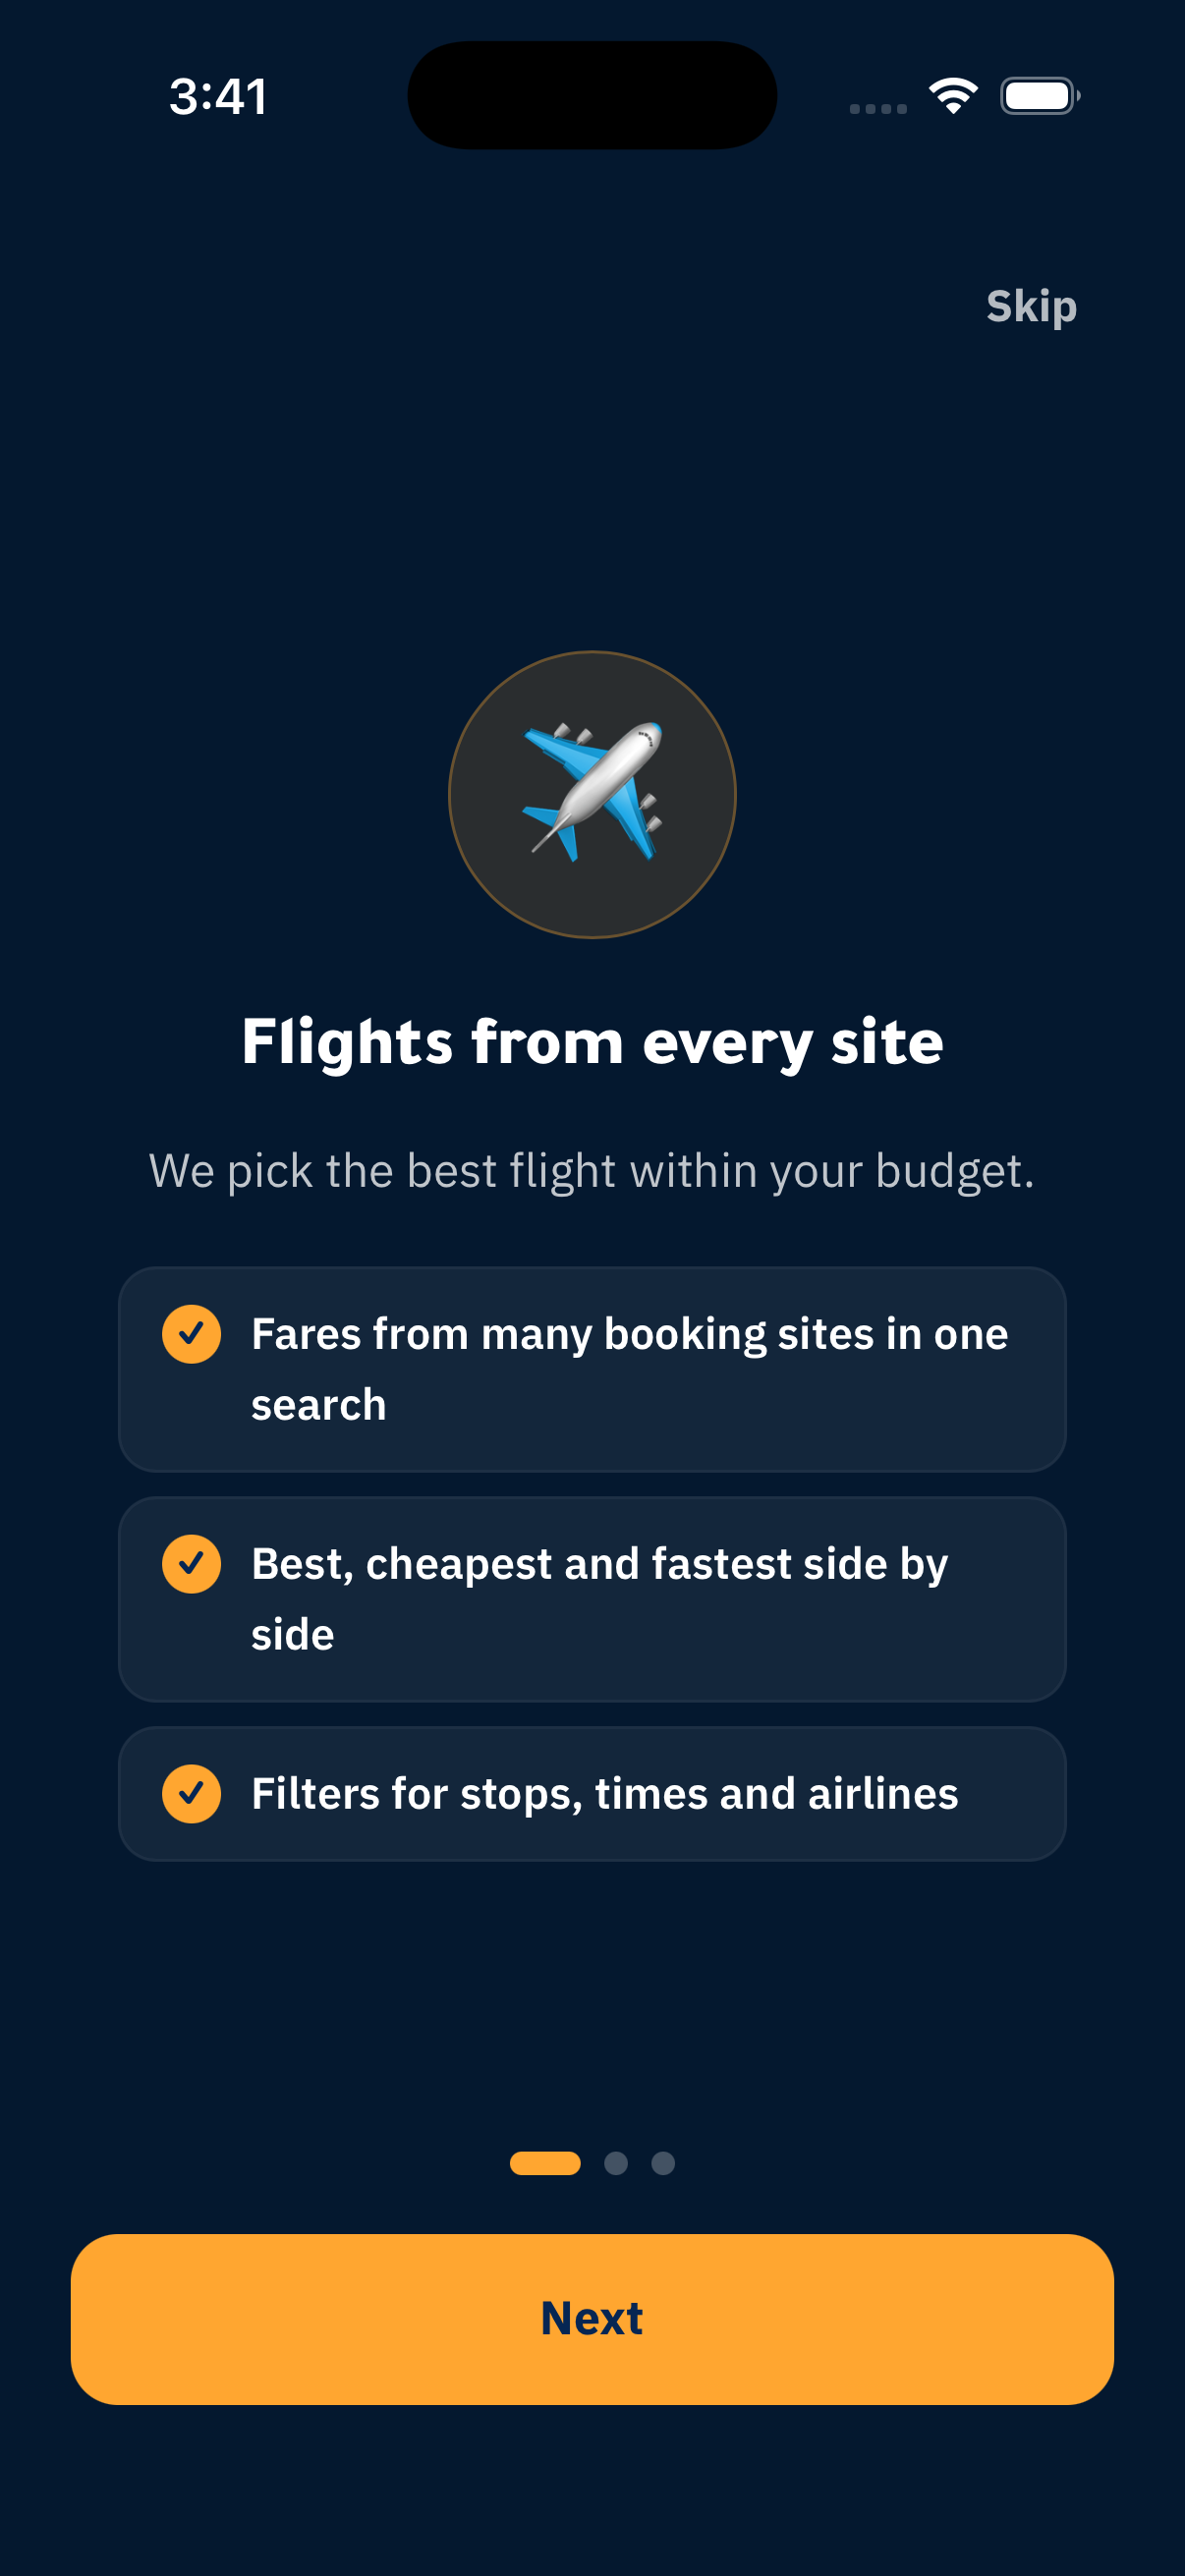 3:41
Skip
Flights from every site
We pick the best flight within your budget.
Fares from many booking sites in one
search
Best, cheapest and fastest side by
side
Filters for stops, times and airlines
Next